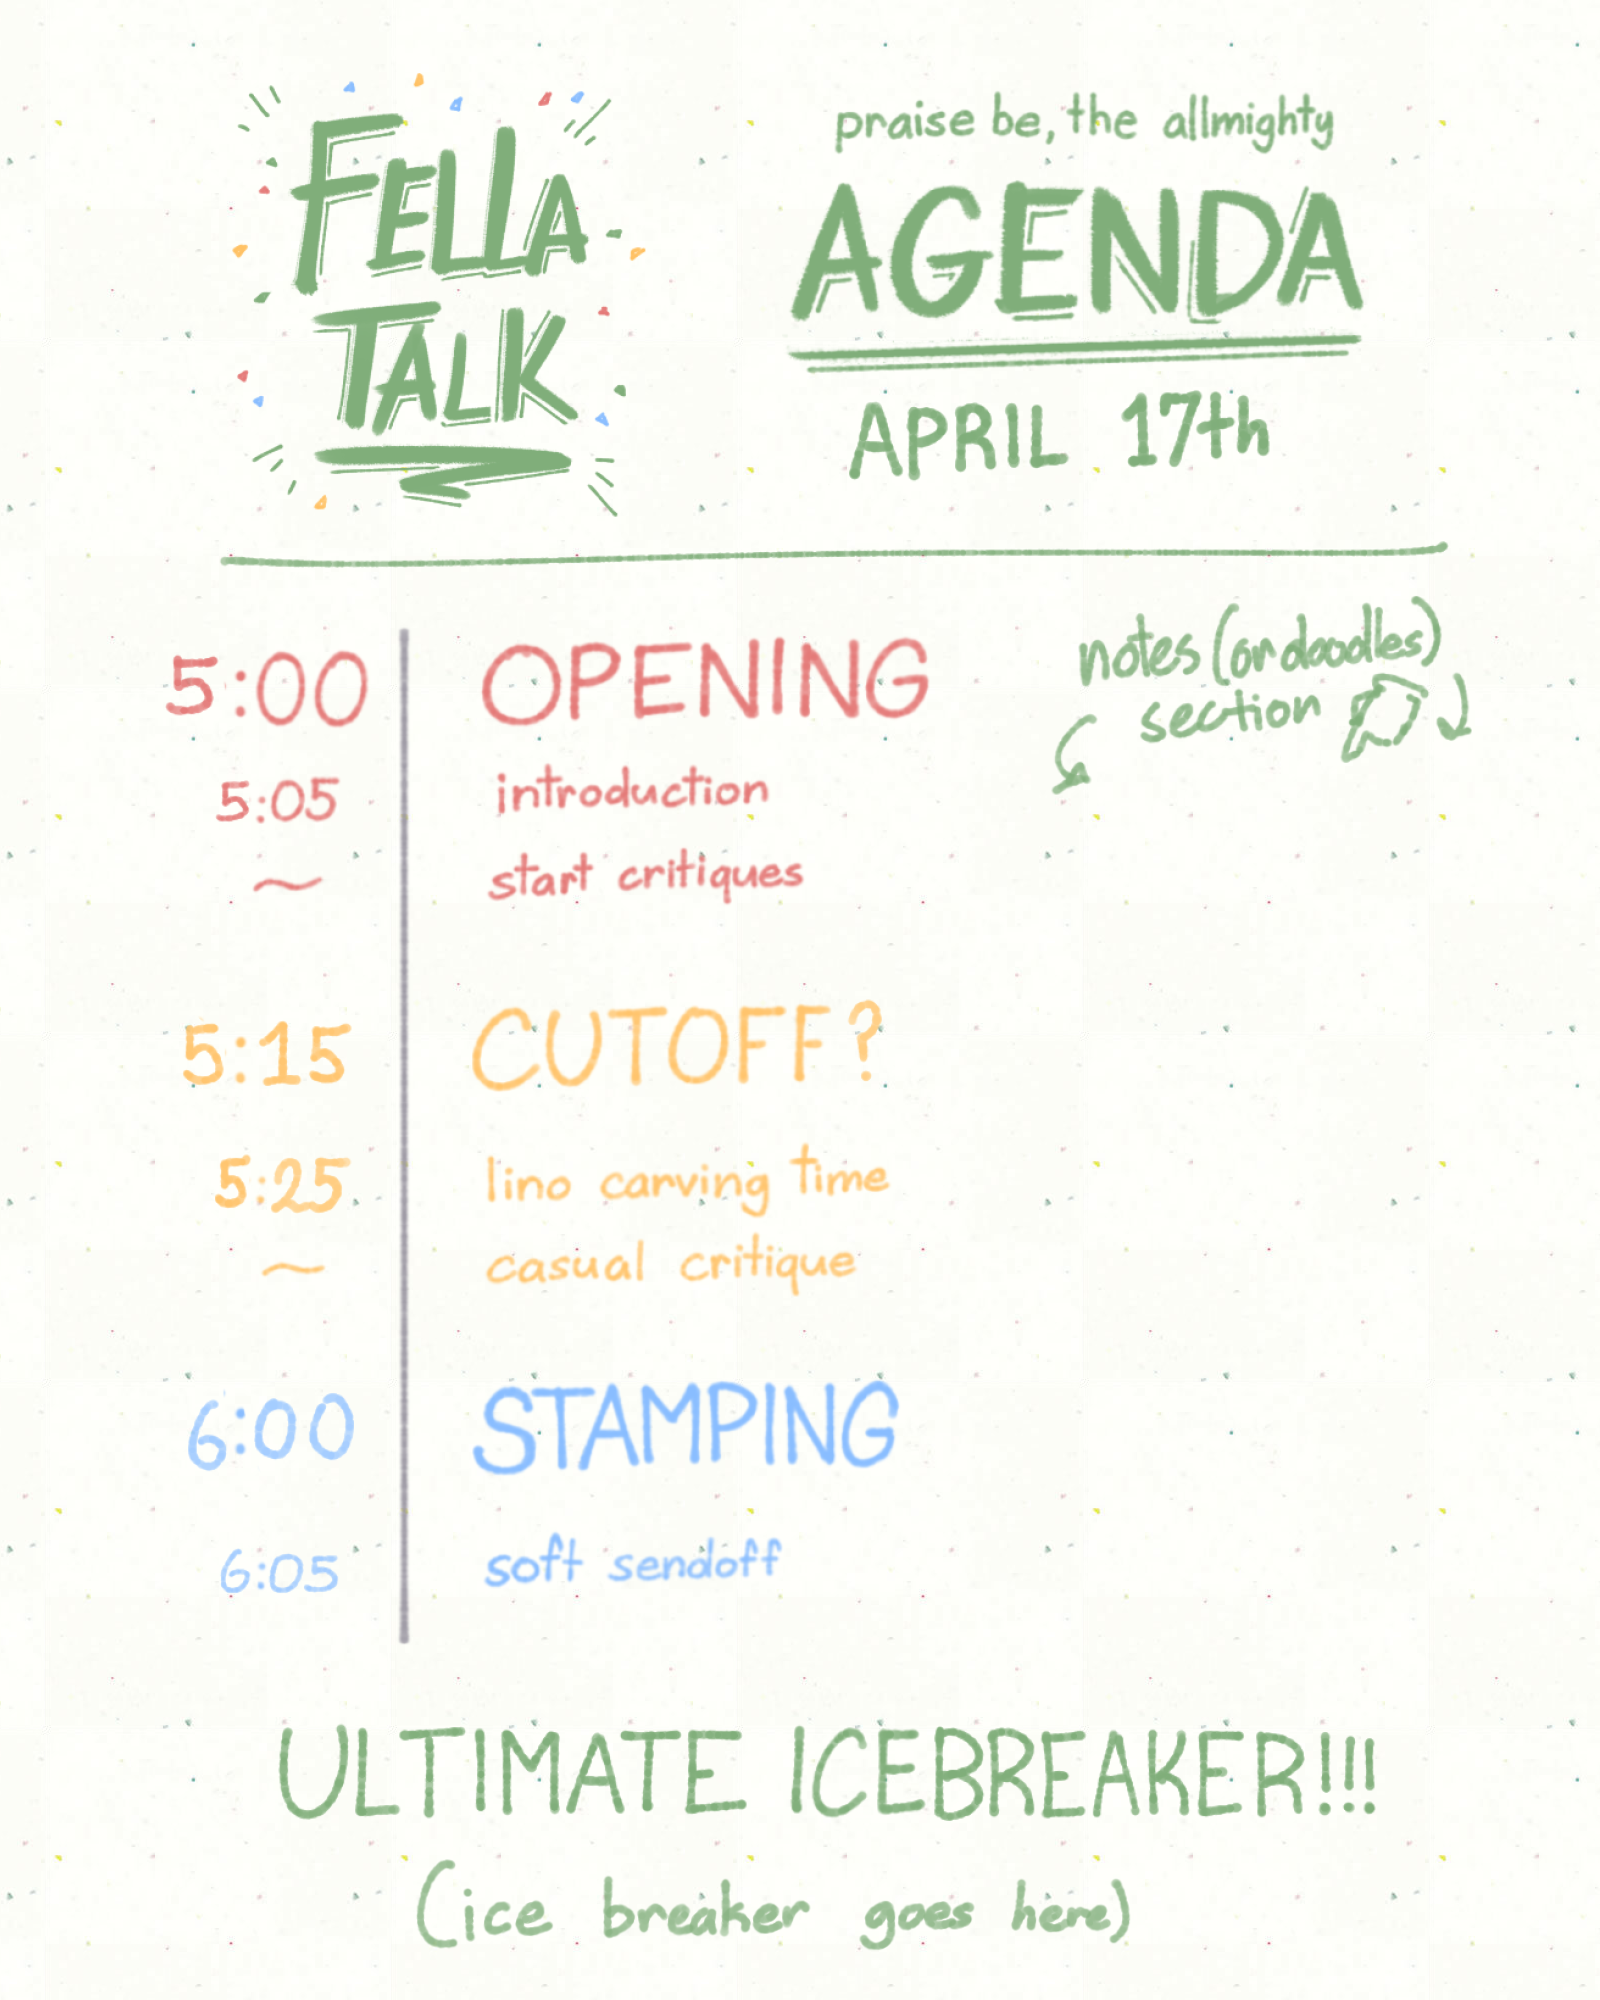 FELLA
TALK
praise be, the allmighty
AGENDA
APRIL 17th
notes (or doodles)
section
5:00 OPENING
5:05 introduction
~ start critiques
5:15 CUTOFF?
5:25 lino carving time
~ casual critique
6:00 STAMPING
6:05 soft sendoff
ULTIMATE ICEBREAKER!!!
(ice breaker goes here)